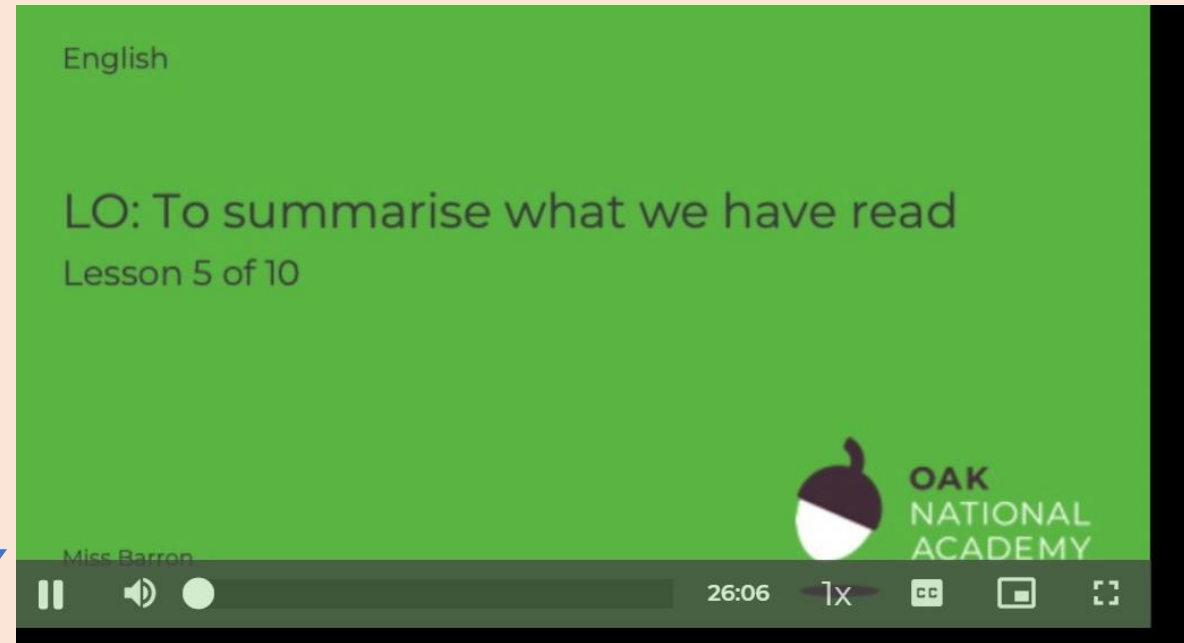 English
LO: To summarise what we have read
Lesson 5 of 10
OAK
NATIONAL
ACADEMY
Miss Barron
26:06
1x
CC